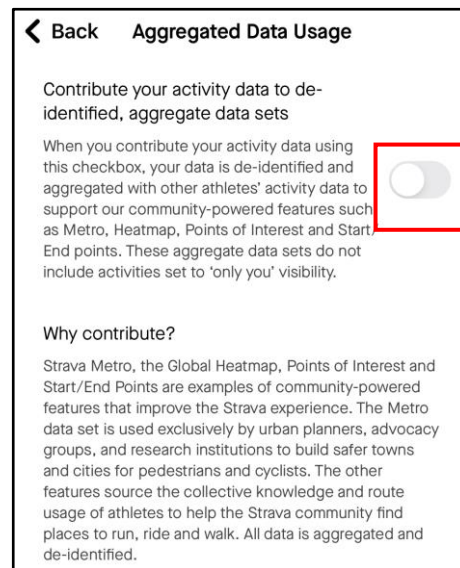 Back Aggregated Data Usage
Contribute your activity data to de-
identified, aggregate data sets
When you contribute your activity data using
this checkbox, your data is de-identified and
aggregated with other athletes' activity data to
support our community-powered features such
as Metro, Heatmap, Points of Interest and Start/
End points. These aggregate data sets do not
include activities set to 'only you' visibility.
Why contribute?
Strava Metro, the Global Heatmap, Points of Interest and
Start/End Points are examples of community-powered
features that improve the Strava experience. The Metro
data set is used exclusively by urban planners, advocacy
groups, and research institutions to build safer towns
and cities for pedestrians and cyclists. The other
features source the collective knowledge and route
usage of athletes to help the Strava community find
places to run, ride and walk. All data is aggregated and
de-identified.